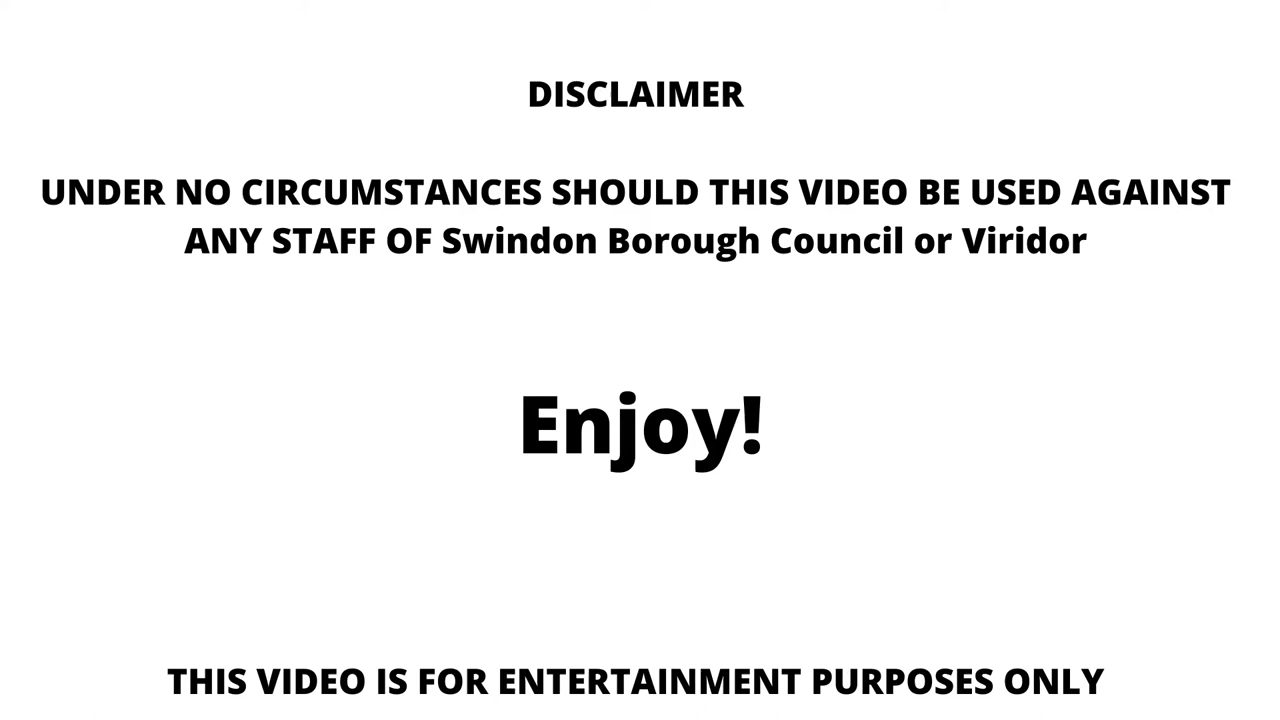 DISCLAIMER
UNDER NO CIRCUMSTANCES SHOULD THIS VIDEO BE USED AGAINST
ANY STAFF OF Swindon Borough Council or Viridor
Enjoy!
THIS VIDEO IS FOR ENTERTAINMENT PURPOSES ONLY